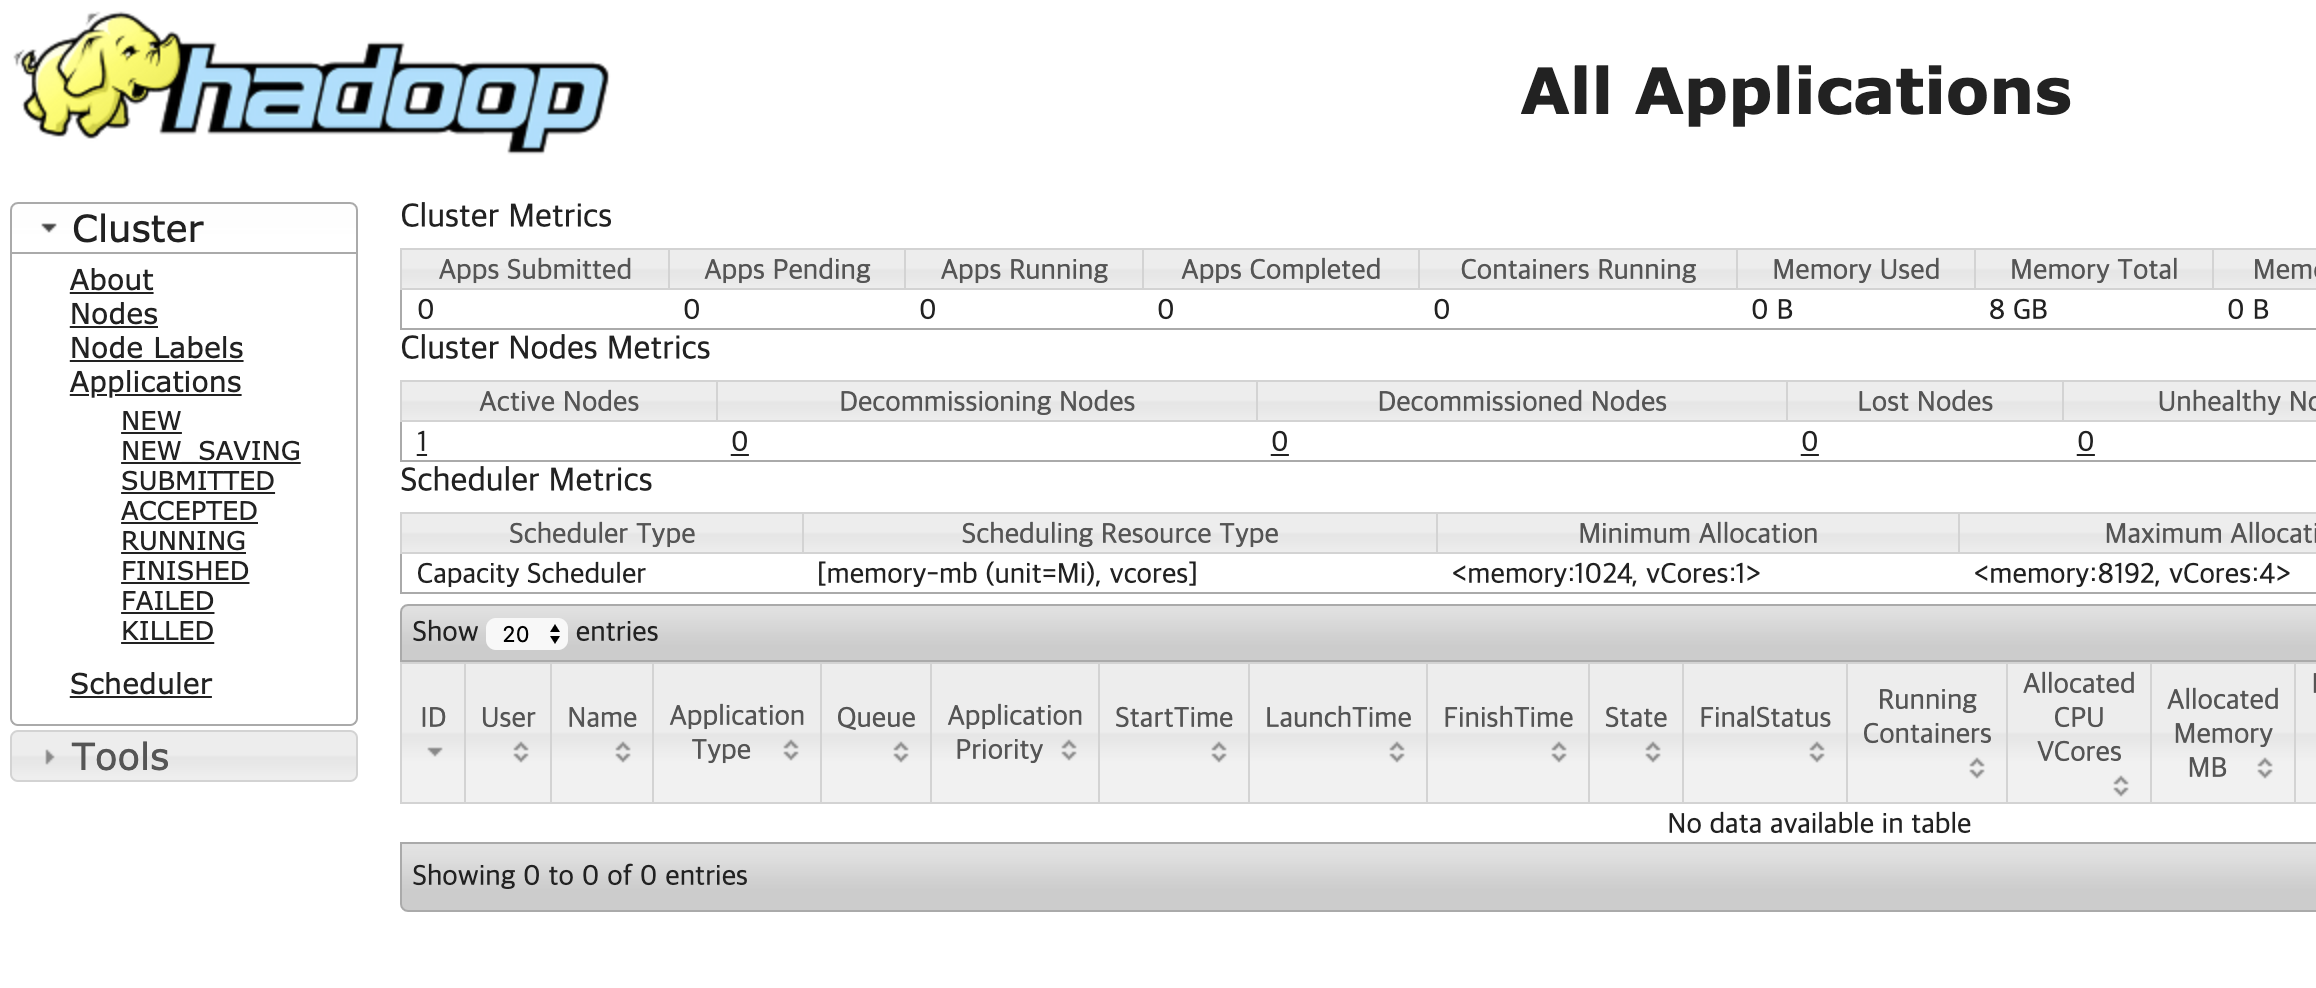 hadoop
All Applications
Cluster
About
Nodes
Node Labels
Applications
NEW
NEW_SAVING
SUBMITTED
ACCEPTED
RUNNING
FINISHED
FAILED
KILLED
Scheduler
Tools
Cluster Metrics
Apps Submitted Apps Pending Apps Running Apps Completed Containers Running Memory Used Memory Total
0 0 0 0 0 0 B 8 GB 0 B
Cluster Nodes Metrics
Active Nodes Decommissioning Nodes Decommissioned Nodes Lost Nodes Unhealthy
1 0 0 0 0
Scheduler Metrics
Scheduler Type Scheduling Resource Type Minimum Allocation Maximum
Capacity Scheduler [memory-mb (unit=Mi), vcores] <memory:1024, vCores:1> <memory:8192, vCores:4>
Show 20 entries
ID User Name Application Type Queue Application Priority StartTime LaunchTime FinishTime State FinalStatus Running Containers Allocated CPU VCores Allocated Memory MB
No data available in table
Showing 0 to 0 of 0 entries